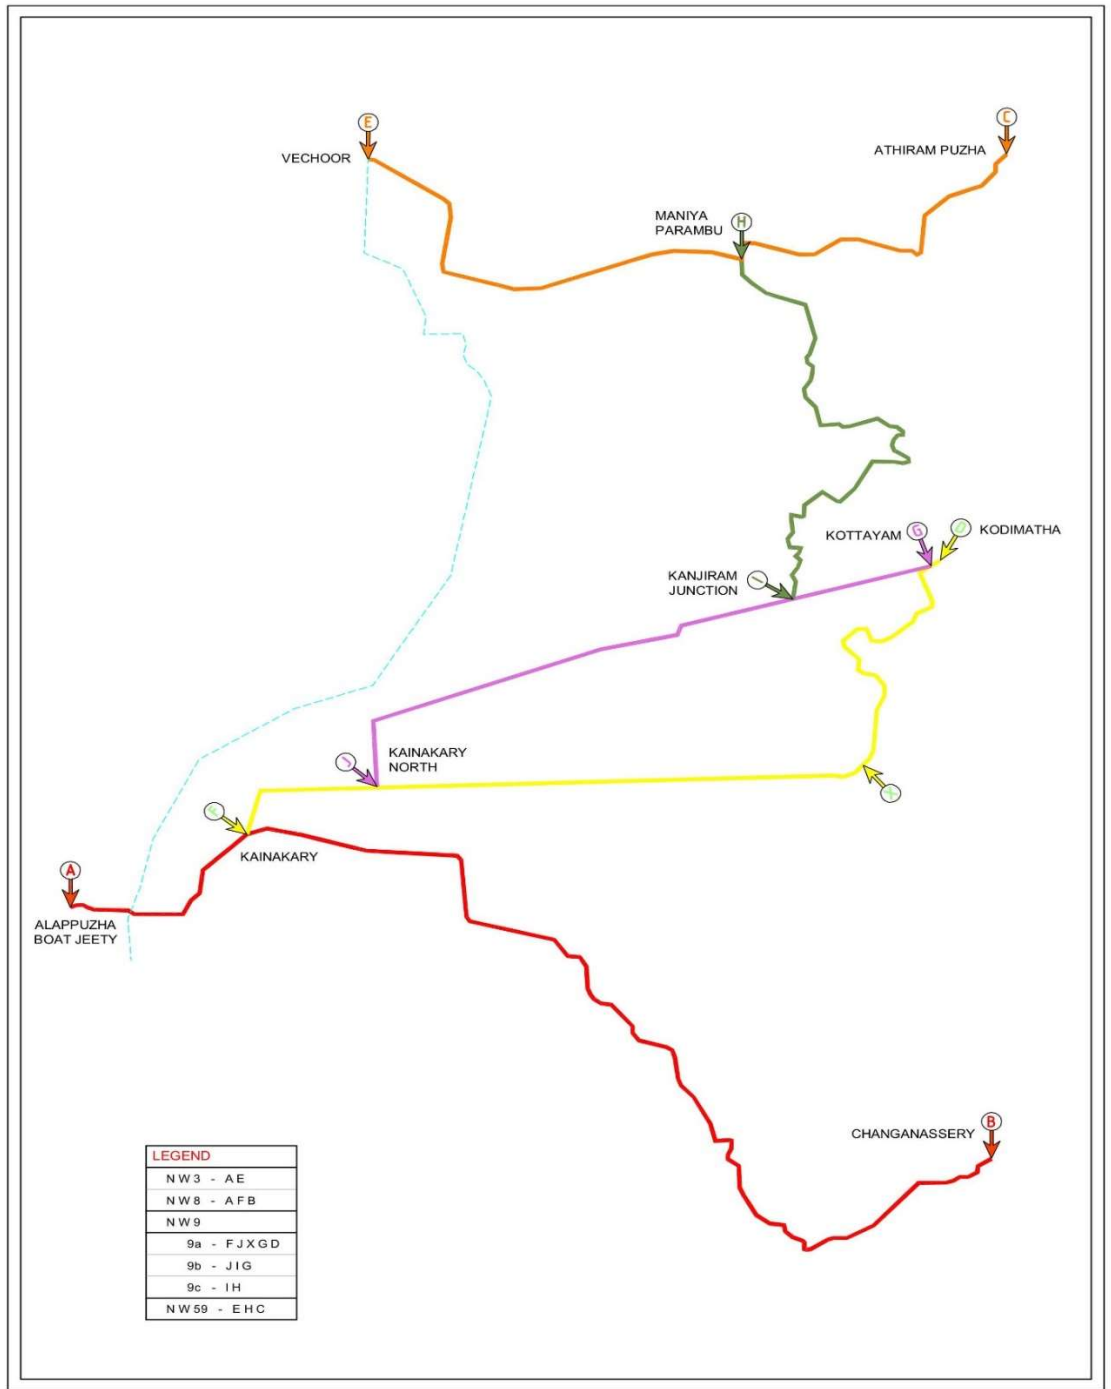 E
C
VECHOOR
ATHIRAM PUZHA
MANIYA
PARAMBU
H
KOTTAYAM
G
D
KODIMATHA
KANJIRAM
JUNCTION
I
J
KAINAKARY
NORTH
X
F
KAINAKARY
A
ALAPPUZHA
BOAT JEETY
CHANGANASSERY
B
LEGEND
NW3 - AE
NW8 - AFB
NW9
9a - FJXGD
9b - JIG
9c - IH
NW59 - EHC